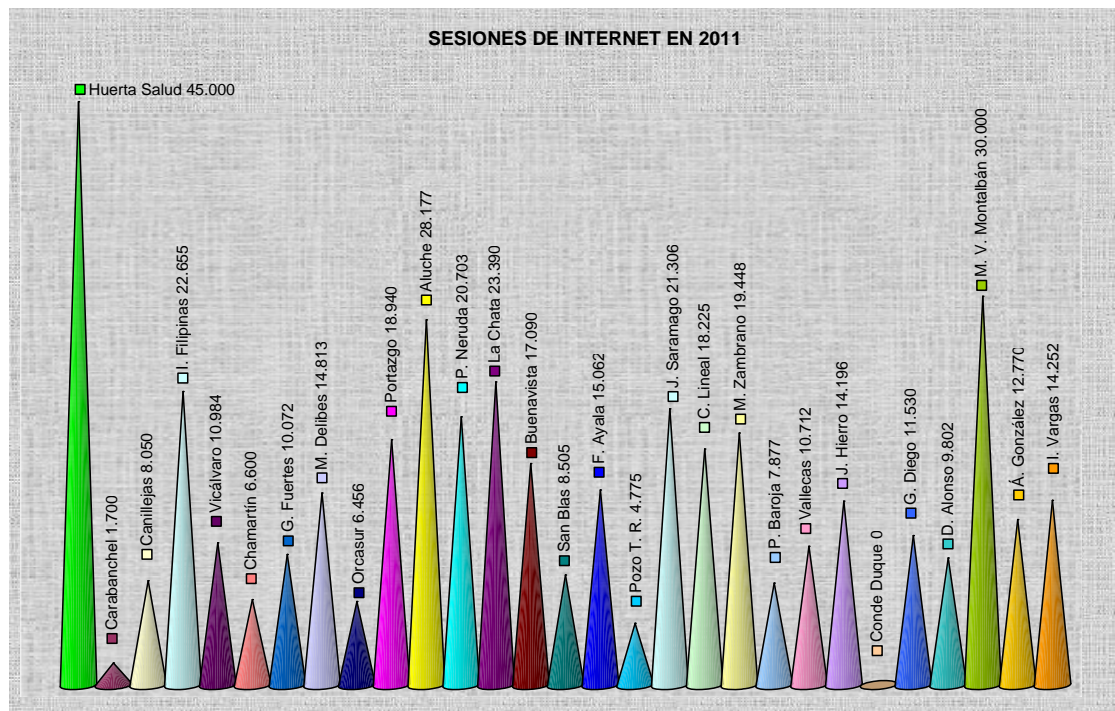 SESIONES DE INTERNET EN 2011
Huerta Salud 45.000
Carabanchel 1.700
Canillejas 8.050
I. Filipinas 22.655
Vicálvaro 10.984
Chamartín 6.600
G. Fuertes 10.072
M. Delibes 14.813
Orcasur 6.456
Portazgo 18.940
Aluche 28.177
P. Neruda 20.703
La Chata 23.390
Buenavista 17.090
San Blas 8.505
F. Ayala 15.062
Pozo T. R. 4.775
J. Saramago 21.306
C. Lineal 18.225
M. Zambrano 19.448
P. Baroja 7.877
Vallecas 10.712
J. Hierro 14.196
Conde Duque 0
G. Diego 11.530
D. Alonso 9.802
M. V. Montalbán 30.000
Á. González 12.770
I. Vargas 14.252